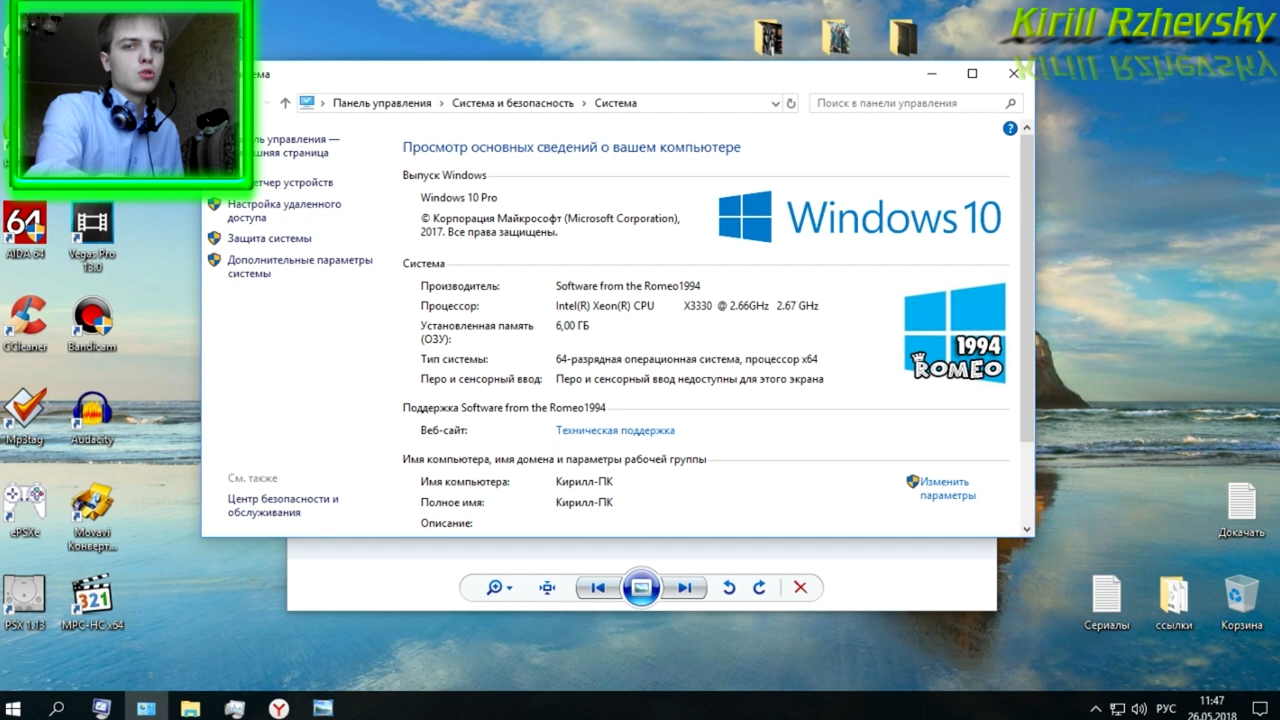 Kirill Rzhevsky
Панель управления
Система и безопасность
Система
Поиск в панели управления
Просмотр основных сведений о вашем компьютере
Выпуск Windows
Windows 10 Pro
© Корпорация Майкрософт (Microsoft Corporation),
2017. Все права защищены.
Windows 10
Система
Производитель: Software from the Romeo1994
Процессор: Intel(R) Xeon(R) CPU X3330 @ 2.66GHz 2.67 GHz
Установленная память 6,00 ГБ
(ОЗУ):
Тип системы: 64-разрядная операционная система, процессор x64
Перо и сенсорный ввод: Перо и сенсорный ввод недоступны для этого экрана
1994
ROMEO
Поддержка Software from the Romeo1994
Веб-сайт: Техническая поддержка
Имя компьютера, имя домена и параметры рабочей группы
Имя компьютера: Кирилл-ПК
Полное имя: Кирилл-ПК
Описание:
Изменить
параметры
управления —
страница
устройств
Настройка удаленного
доступа
Защита системы
Дополнительные параметры
системы
См. также
Центр безопасности и
обслуживания
64
AIDA 64
Vegas Pro
13.0
CCleaner
Bandicam
Mp3tag
Audacity
ePSXe
Movavi
Конверт...
PSX 1.13
321
MPC-HC x64
Докачать
Сериалы
ссылки
Корзина
РУС
11:47
26.05.2018